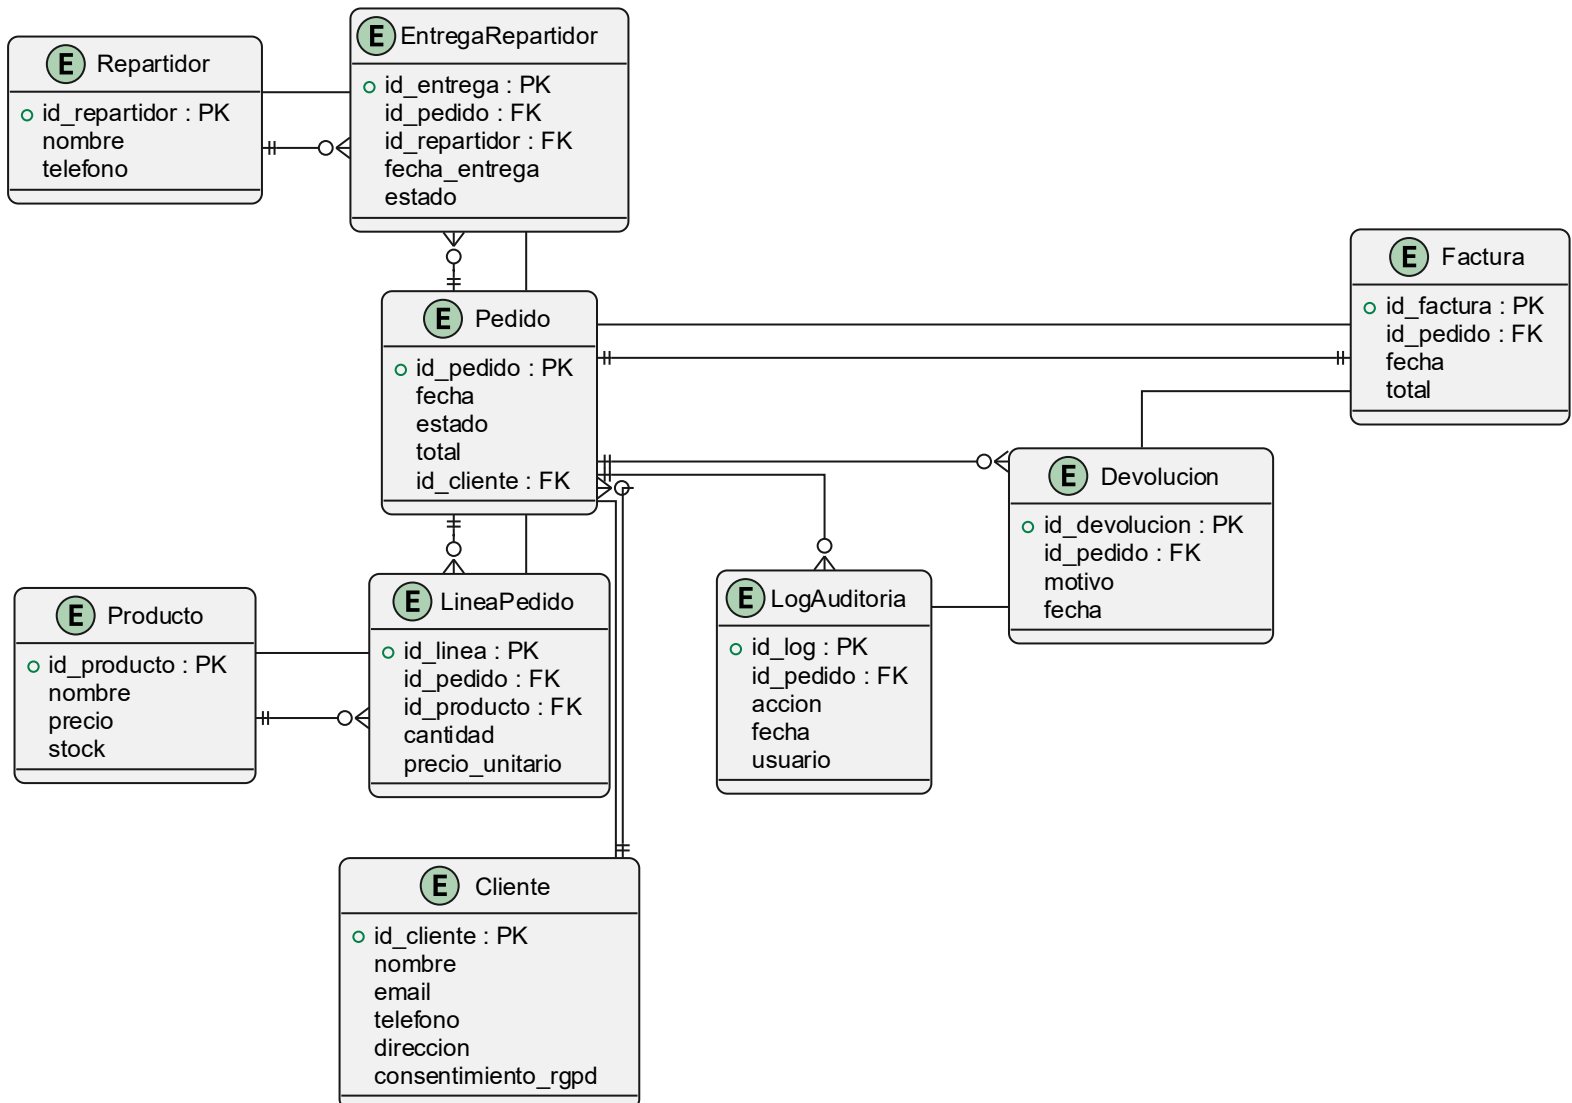 E Repartidor
id_repartidor : PK
nombre
telefono
E EntregaRepartidor
id_entrega : PK
id_pedido : FK
id_repartidor : FK
fecha_entrega
estado
E Pedido
id_pedido : PK
fecha
estado
total
id_cliente : FK
E Factura
id_factura : PK
id_pedido : FK
fecha
total
E Devolucion
id_devolucion : PK
id_pedido : FK
motivo
fecha
E Producto
id_producto : PK
nombre
precio
stock
E LineaPedido
id_linea : PK
id_pedido : FK
id_producto : FK
cantidad
precio_unitario
E LogAuditoria
id_log : PK
id_pedido : FK
accion
fecha
usuario
E Cliente
id_cliente : PK
nombre
email
telefono
direccion
consentimiento_rgpd